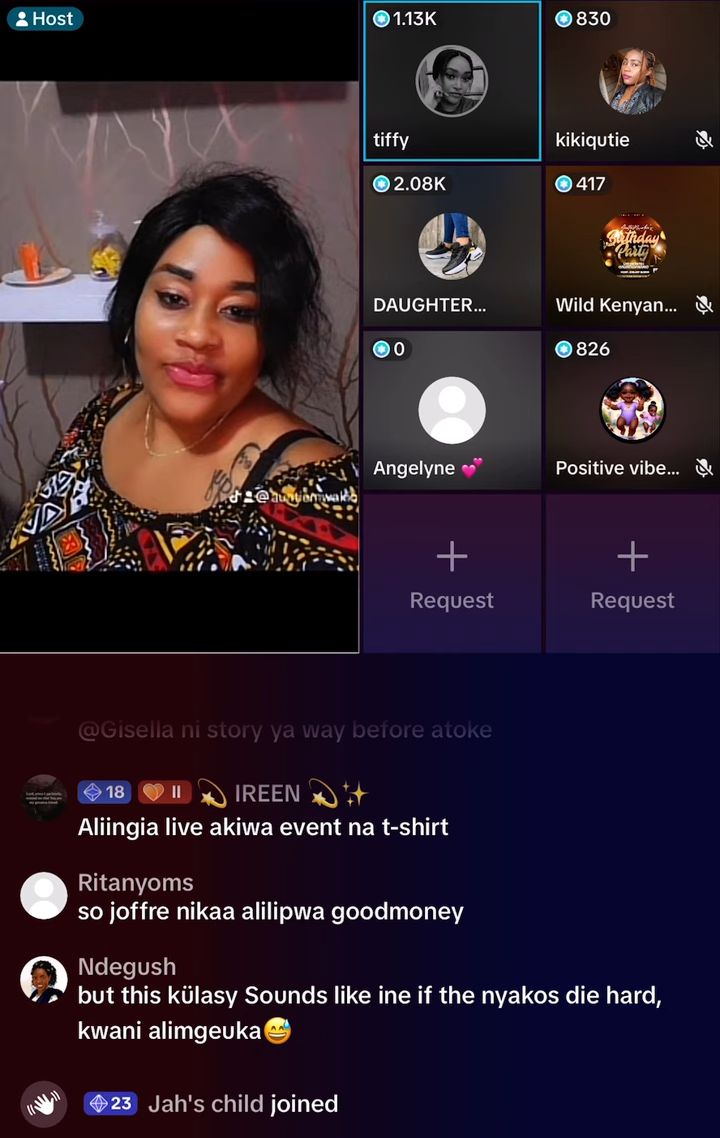 Host
1.13K
830
tiffy
kikiqutie
2.08K
417
Birthday
Party
DAUGHTER...
Wild Kenyan...
0
826
Angelyne 💕
Positive vibe...
+
Request
+
Request
@Gisella ni story ya way before atoke
18 II 💫 IREEN 💫✨
Aliingia live akiwa event na t-shirt
Ritanyoms
so joffre nikaa alilipwa goodmoney
Ndegush
but this külasy Sounds like ine if the nyakos die hard,
kwani alimgeuka😅
23 Jah's child joined